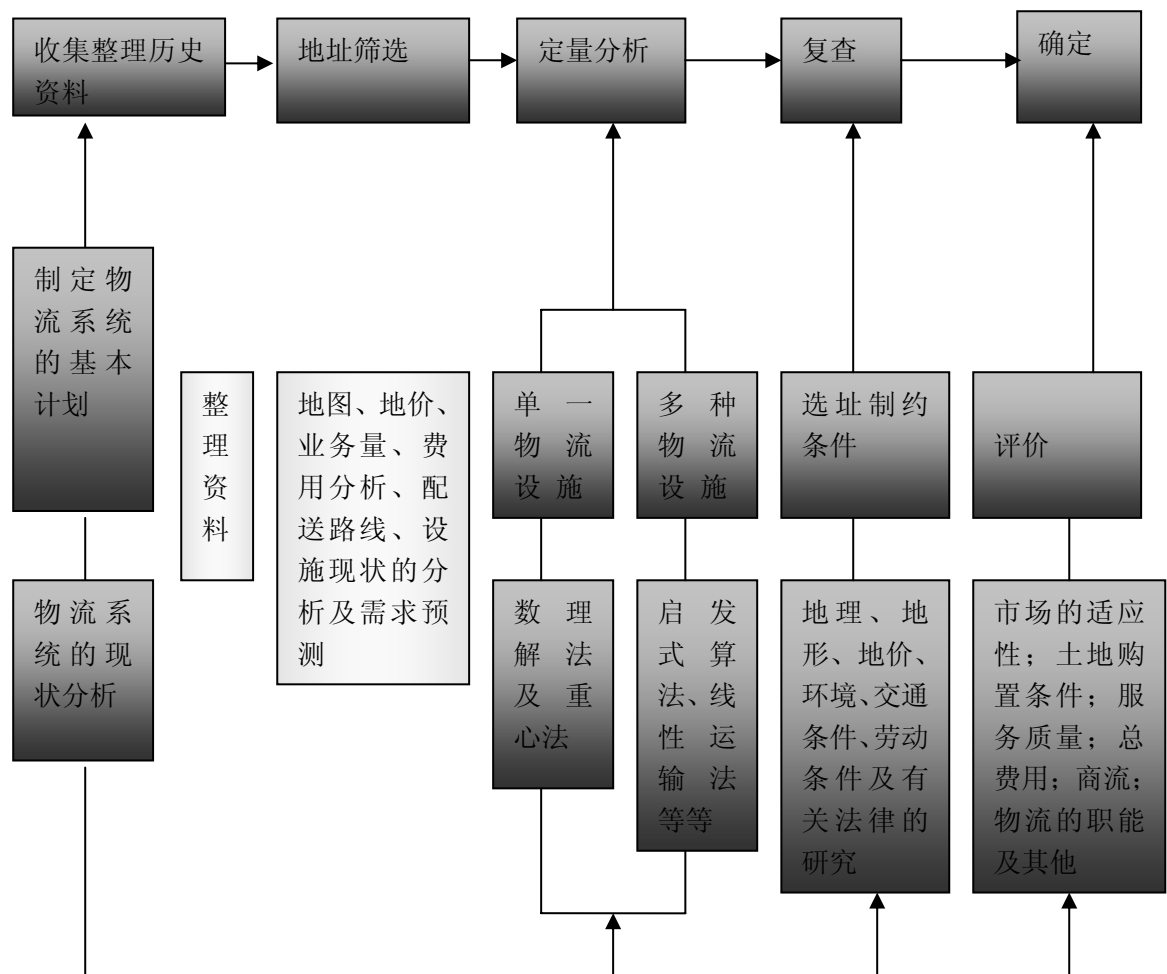 收集整理历史
资料
地址筛选
定量分析
复查
确定
制定物
流系统
的基本
计划
整
理
资
料
地图、地价、
业务量、费
用分析、配
送路线、设
施现状的分
析及需求预
测
单一
物流
设施
多种
物流
设施
选址制约
条件
评价
物流系
统的现
状分析
数理
解法
及重
心法
启发
式算
法、线
性运
输法
等等
地理、地
形、地价、
环境、交通
条件、劳动
条件及有
关法律的
研究
市场的适应
性；土地购
置条件；服
务质量；总
费用；商流；
物流的职能
及其他